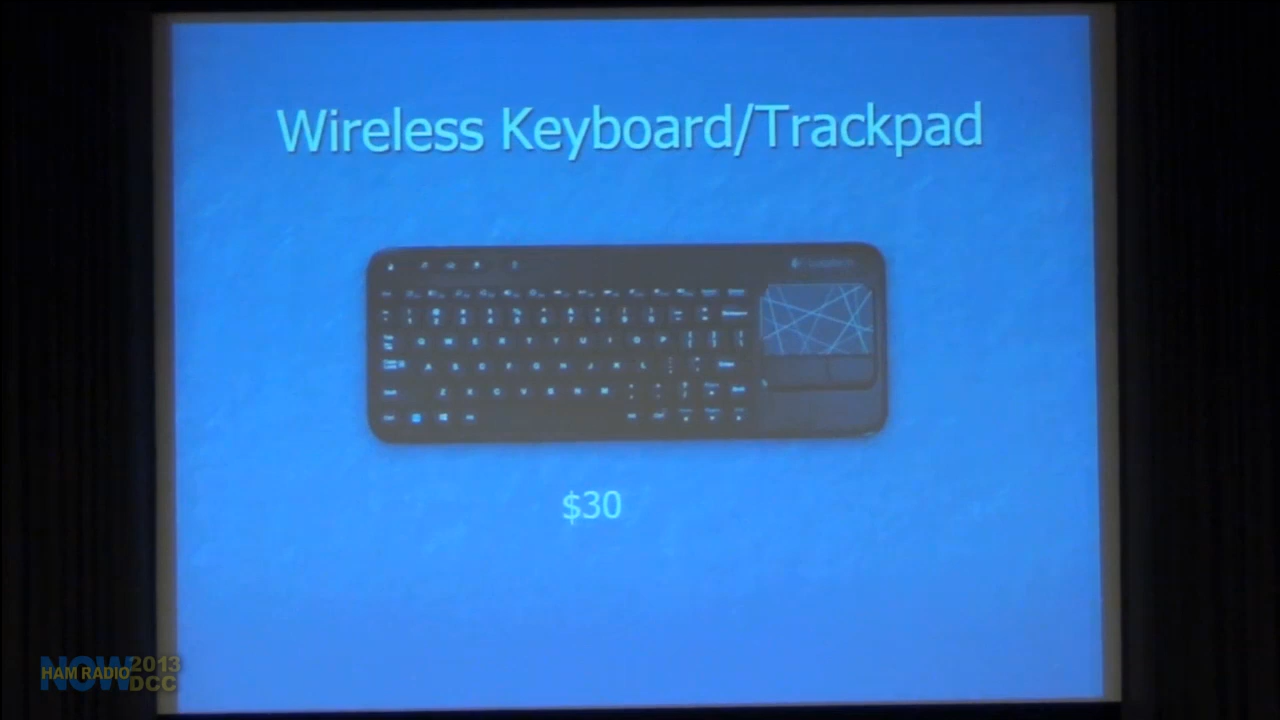 Wireless Keyboard/Trackpad
Q W E R T Y U I O P
A S D F G H J K L
Z X C V B N M
$30
HAM RADIO NOW 2013 DCC